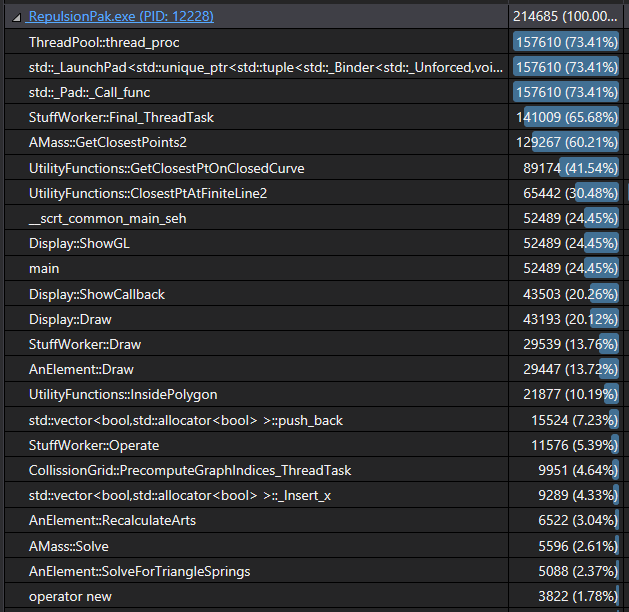 RepulsionPak.exe (PID: 12228) 214685 (100.00...
ThreadPool::thread_proc 157610 (73.41%)
std::_LaunchPad<std::unique_ptr<std::tuple<std::_Binder<std::_Unforced,voi... 157610 (73.41%)
std::_Pad::_Call_func 157610 (73.41%)
StuffWorker::Final_ThreadTask 141009 (65.68%)
AMass::GetClosestPoints2 129267 (60.21%)
UtilityFunctions::GetClosestPtOnClosedCurve 89174 (41.54%)
UtilityFunctions::ClosestPtAtFiniteLine2 65442 (30.48%)
__scrt_common_main_seh 52489 (24.45%)
Display::ShowGL 52489 (24.45%)
main 52489 (24.45%)
Display::ShowCallback 43503 (20.26%)
Display::Draw 43193 (20.12%)
StuffWorker::Draw 29539 (13.76%)
AnElement::Draw 29447 (13.72%)
UtilityFunctions::InsidePolygon 21877 (10.19%)
std::vector<bool,std::allocator<bool> >::push_back 15524 (7.23%)
StuffWorker::Operate 11576 (5.39%)
CollissionGrid::PrecomputeGraphIndices_ThreadTask 9951 (4.64%)
std::vector<bool,std::allocator<bool> >::_Insert_x 9289 (4.33%)
AnElement::RecalculateArts 6522 (3.04%)
AMass::Solve 5596 (2.61%)
AnElement::SolveForTriangleSprings 5088 (2.37%)
operator new 3822 (1.78%)